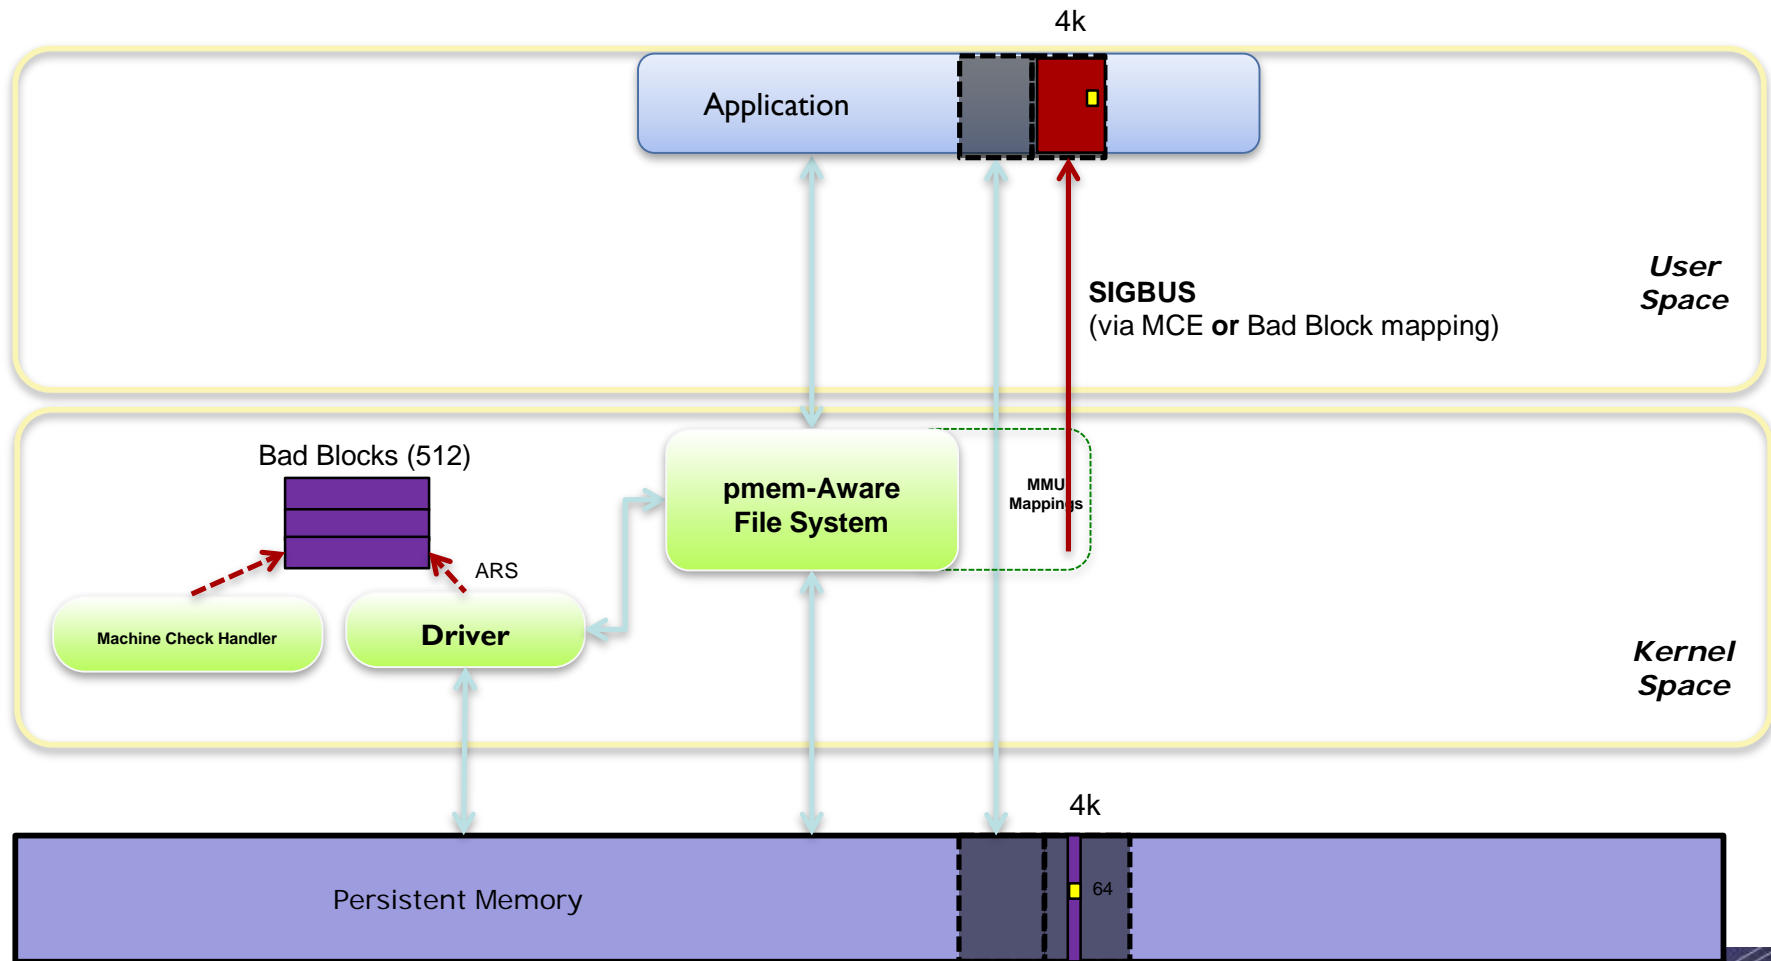 4k
Application
User
Space
SIGBUS
(via MCE or Bad Block mapping)
Bad Blocks (512)
pmem-Aware
File System
MMU
Mappings
ARS
Machine Check Handler
Driver
Kernel
Space
4k
64
Persistent Memory